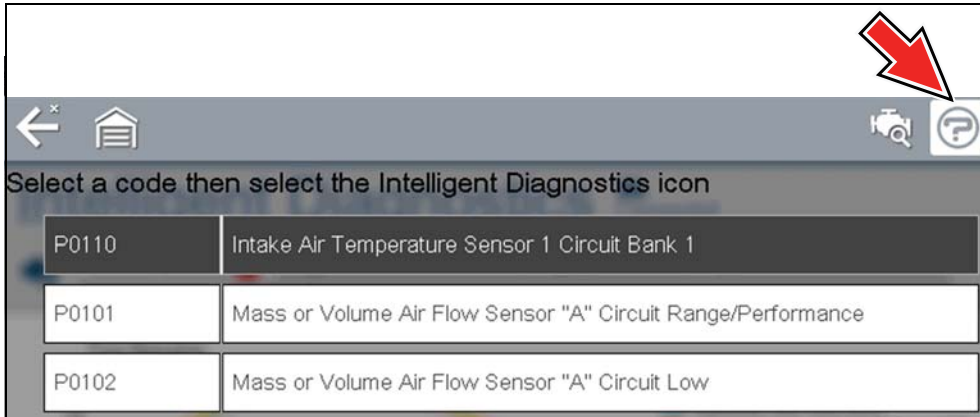 Select a code then select the Intelligent Diagnostics icon
P0110 Intake Air Temperature Sensor 1 Circuit Bank 1
P0101 Mass or Volume Air Flow Sensor "A" Circuit Range/Performance
P0102 Mass or Volume Air Flow Sensor "A" Circuit Low